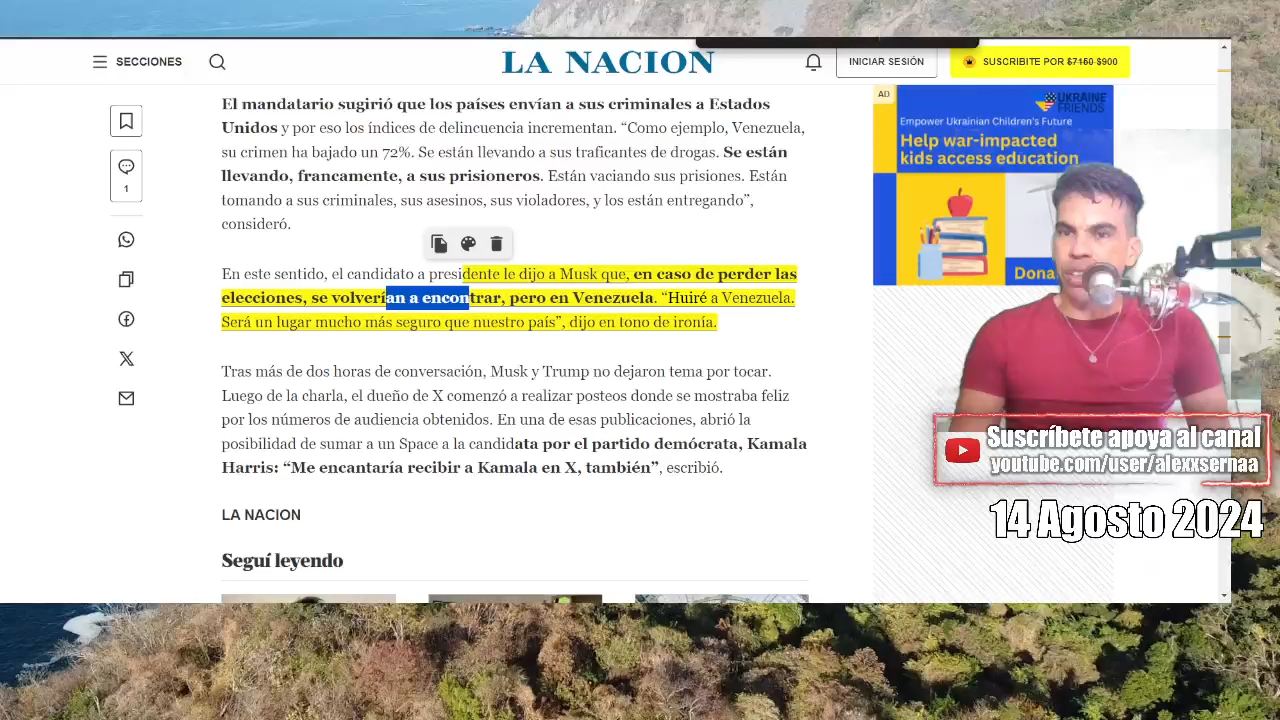 SECCIONES
LA NACION
INICIAR SESIÓN
SUSCRIBITE POR $7150 $900
El mandatario sugirió que los países envían a sus criminales a Estados
Unidos y por eso los índices de delincuencia incrementan. “Como ejemplo, Venezuela,
su crimen ha bajado un 72%. Se están llevando a sus traficantes de drogas. Se están
llevando, francamente, a sus prisioneros. Están vaciando sus prisiones. Están
tomando a sus criminales, sus asesinos, sus violadores, y los están entregando”,
consideró.
1
En este sentido, el candidato a presidente le dijo a Musk que, en caso de perder las
elecciones, se volverían a encontrar, pero en Venezuela. “Huiré a Venezuela.
Será un lugar mucho más seguro que nuestro país”, dijo en tono de ironía.
Tras más de dos horas de conversación, Musk y Trump no dejaron tema por tocar.
Luego de la charla, el dueño de X comenzó a realizar posteos donde se mostraba feliz
por los números de audiencia obtenidos. En una de esas publicaciones, abrió la
posibilidad de sumar a un Space a la candidata por el partido demócrata, Kamala
Harris: “Me encantaría recibir a Kamala en X, también”, escribió.
LA NACION
Seguí leyendo
AD
UKRAINE
FRIENDS
Empower Ukrainian Children's Future
Help war-impacted
kids access education
Suscríbete apoya al canal
youtube.com/user/alexxsernaa
14 Agosto 2024